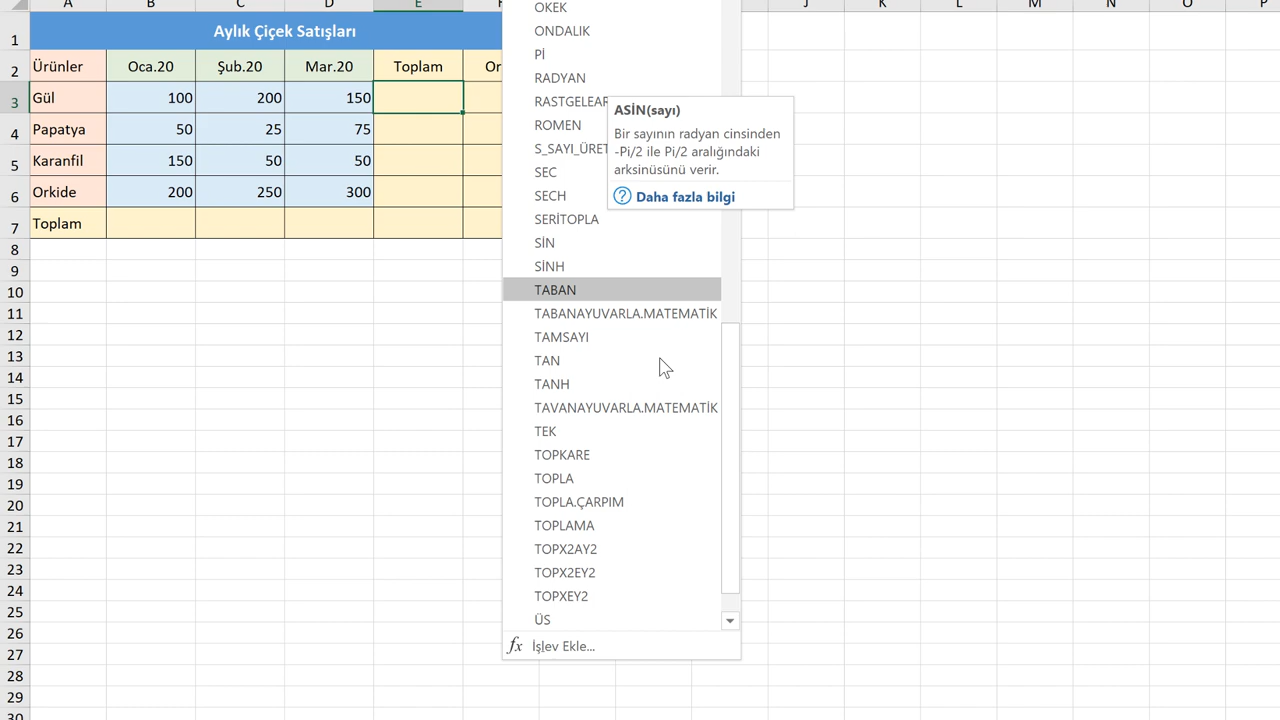 A B C D E J K L M N O P
1 Aylık Çiçek Satışları
2 Ürünler Oca.20 Şub.20 Mar.20 Toplam Or
3 Gül 100 200 150
4 Papatya 50 25 75
5 Karanfil 150 50 50
6 Orkide 200 250 300
7 Toplam
8
9
10
11
12
13
14
15
16
17
18
19
20
21
22
23
24
25
26
27
28
29
30
OKEK
ONDALIK
Pİ
RADYAN
RASTGELEAR
ROMEN
S_SAYI_ÜRET
SEC
SECH
SERİTOPLA
SİN
SİNH
TABAN
TABANAYUVARLA.MATEMATİK
TAMSAYI
TAN
TANH
TAVANAYUVARLA.MATEMATİK
TEK
TOPKARE
TOPLA
TOPLA.ÇARPIM
TOPLAMA
TOPX2AY2
TOPX2EY2
TOPXEY2
ÜS
fx İşlev Ekle...
ASİN(sayı)
Bir sayının radyan cinsinden
-Pi/2 ile Pi/2 aralığındaki
arksinüsünü verir.
? Daha fazla bilgi